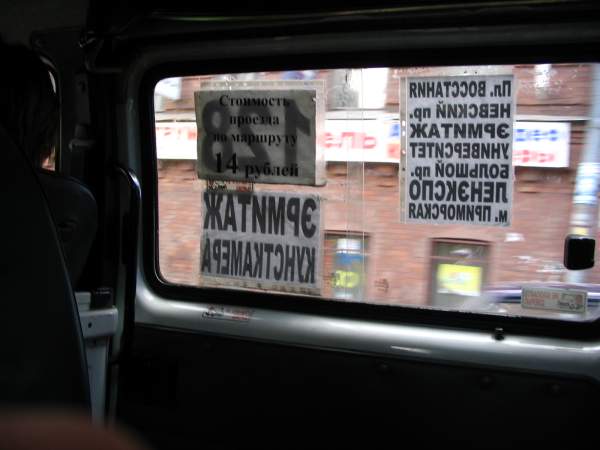 Стоимость
проезда
по маршруту
14 рублей
128
ЭРМИТАЖ
КУНСТКАМЕРА
Пл. ВОССТАНИЯ
НЕВСКИЙ пр.
ЭРМИТАЖ
УНИВЕРСИТЕТ
БОЛЬШОЙ пр.
ЛЕНЭКСПО
м. ПРИМОРСКАЯ